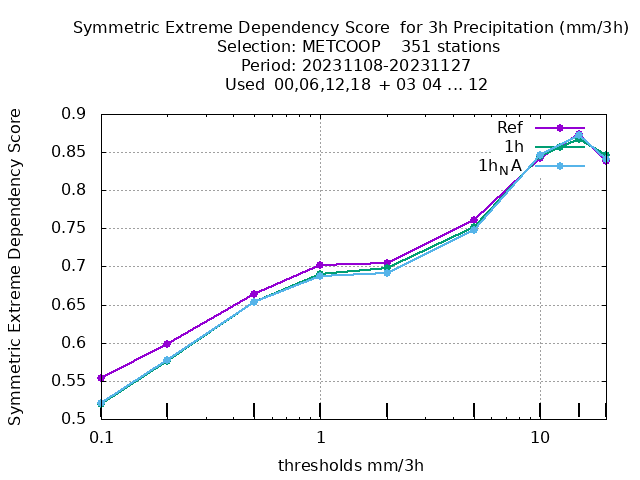 Symmetric Extreme Dependency Score  for 3h Precipitation (mm/3h)
Selection: METCOOP    351 stations
Period: 20231108-20231127
Used  00,06,12,18  + 03 04 ... 12
Symmetric Extreme Dependency Score
0.9
0.85
0.8
0.75
0.7
0.65
0.6
0.55
0.5
Ref
1h
1h_NA
0.1 1 10
thresholds mm/3h